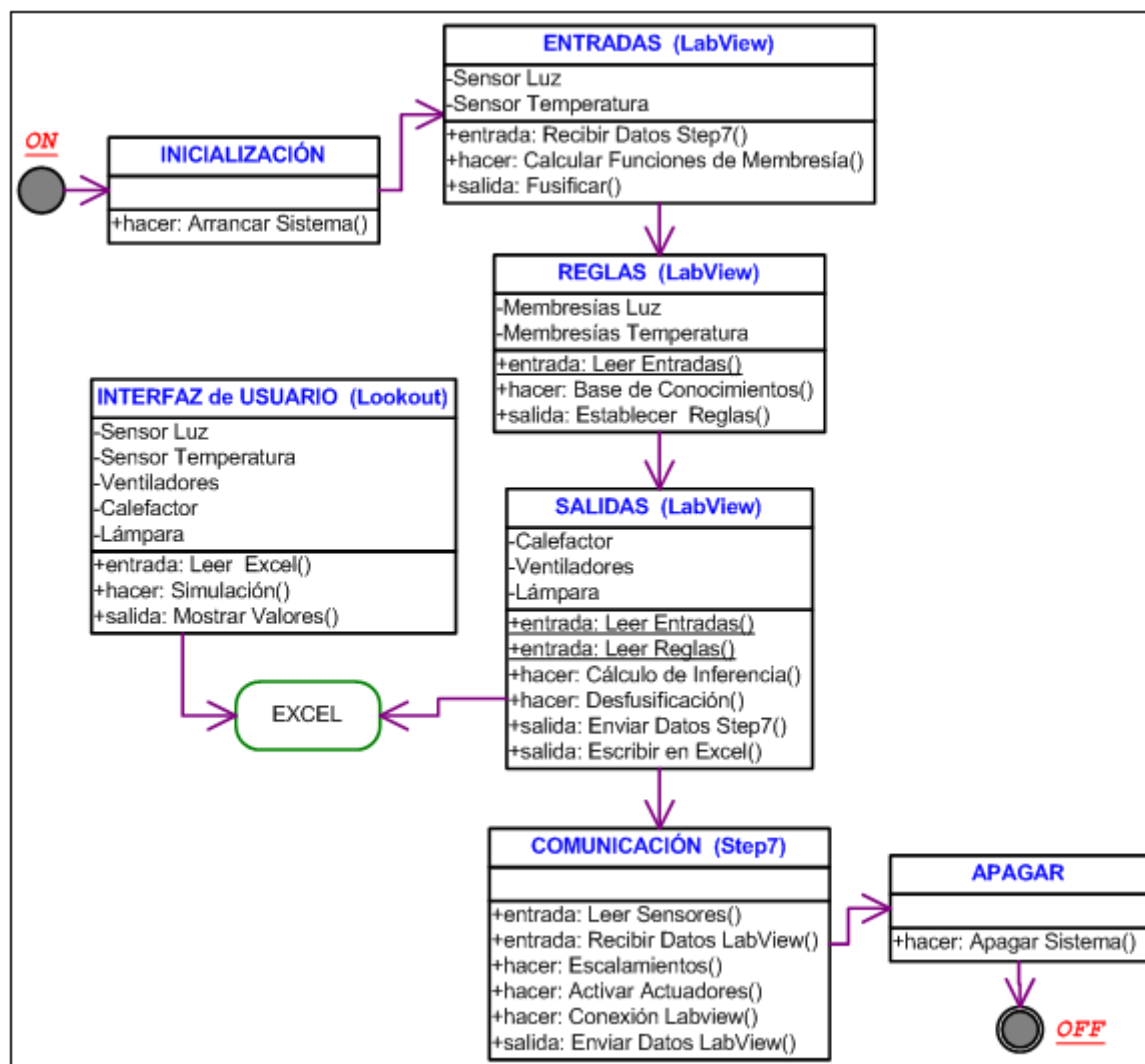 ON
INICIALIZACIÓN
+hacer: Arrancar Sistema()
ENTRADAS (LabView)
-Sensor Luz
-Sensor Temperatura
+entrada: Recibir Datos Step7()
+hacer: Calcular Funciones de Membresía()
+salida: Fusificar()
REGLAS (LabView)
-Membresías Luz
-Membresías Temperatura
+entrada: Leer Entradas()
+hacer: Base de Conocimientos()
+salida: Establecer Reglas()
INTERFAZ de USUARIO (Lookout)
-Sensor Luz
-Sensor Temperatura
-Ventiladores
-Calefactor
-Lámpara
+entrada: Leer Excel()
+hacer: Simulación()
+salida: Mostrar Valores()
SALIDAS (LabView)
-Calefactor
-Ventiladores
-Lámpara
+entrada: Leer Entradas()
+entrada: Leer Reglas()
+hacer: Cálculo de Inferencia()
+hacer: Desfusificación()
+salida: Enviar Datos Step7()
+salida: Escribir en Excel()
EXCEL
COMUNICACIÓN (Step7)
+entrada: Leer Sensores()
+entrada: Recibir Datos LabView()
+hacer: Escalamientos()
+hacer: Activar Actuadores()
+hacer: Conexión Labview()
+salida: Enviar Datos LabView()
APAGAR
+hacer: Apagar Sistema()
OFF